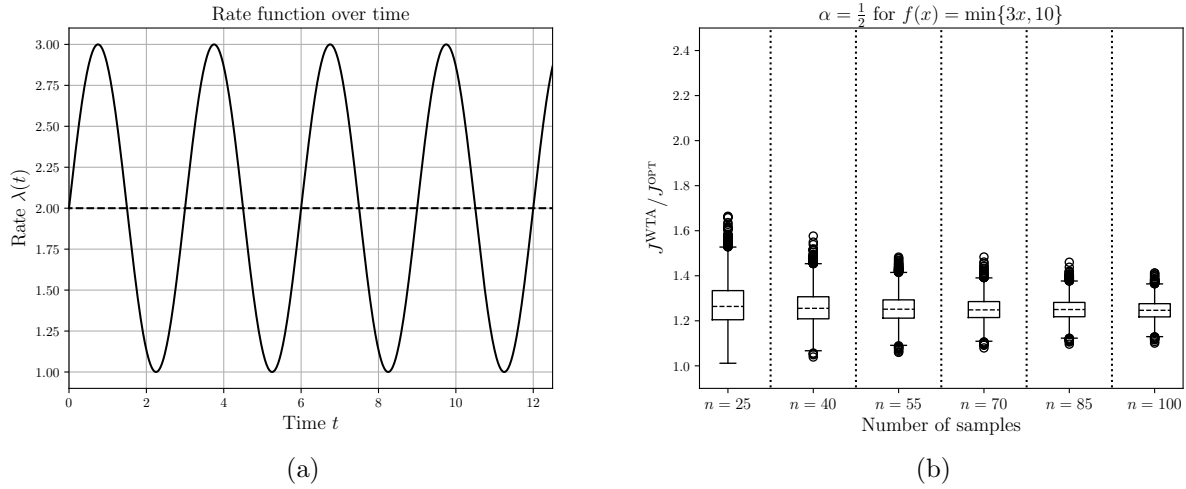 Rate function over time
3.00
2.75
2.50
2.25
2.00
1.75
1.50
1.25
1.00
Rate λ(t)
0 2 4 6 8 10 12
Time t
(a)
α = 1/2 for f(x) = min{3x, 10}
2.4
2.2
2.0
1.8
1.6
1.4
1.2
1.0
J^WTA / J^OPT
n = 25 n = 40 n = 55 n = 70 n = 85 n = 100
Number of samples
(b)